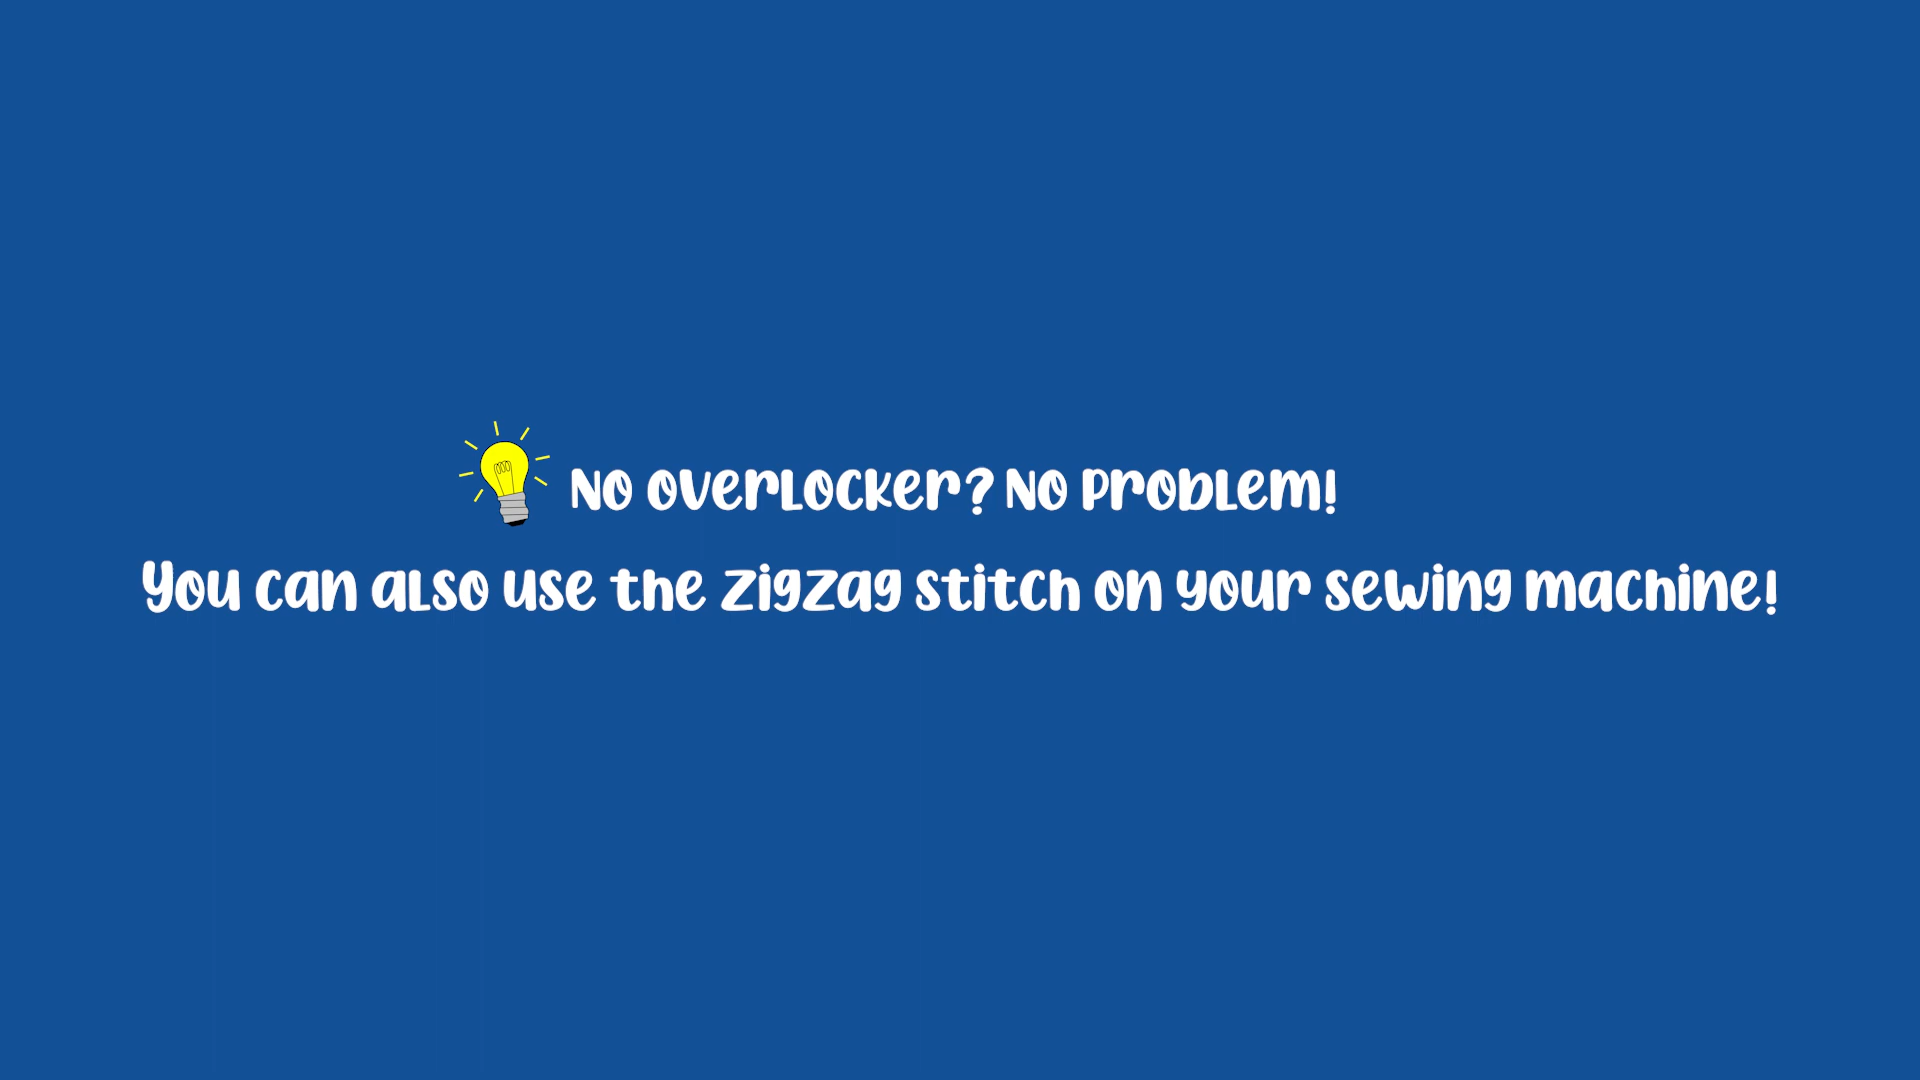 No overlocker? No problem!
You can also use the zigzag stitch on your sewing machine!